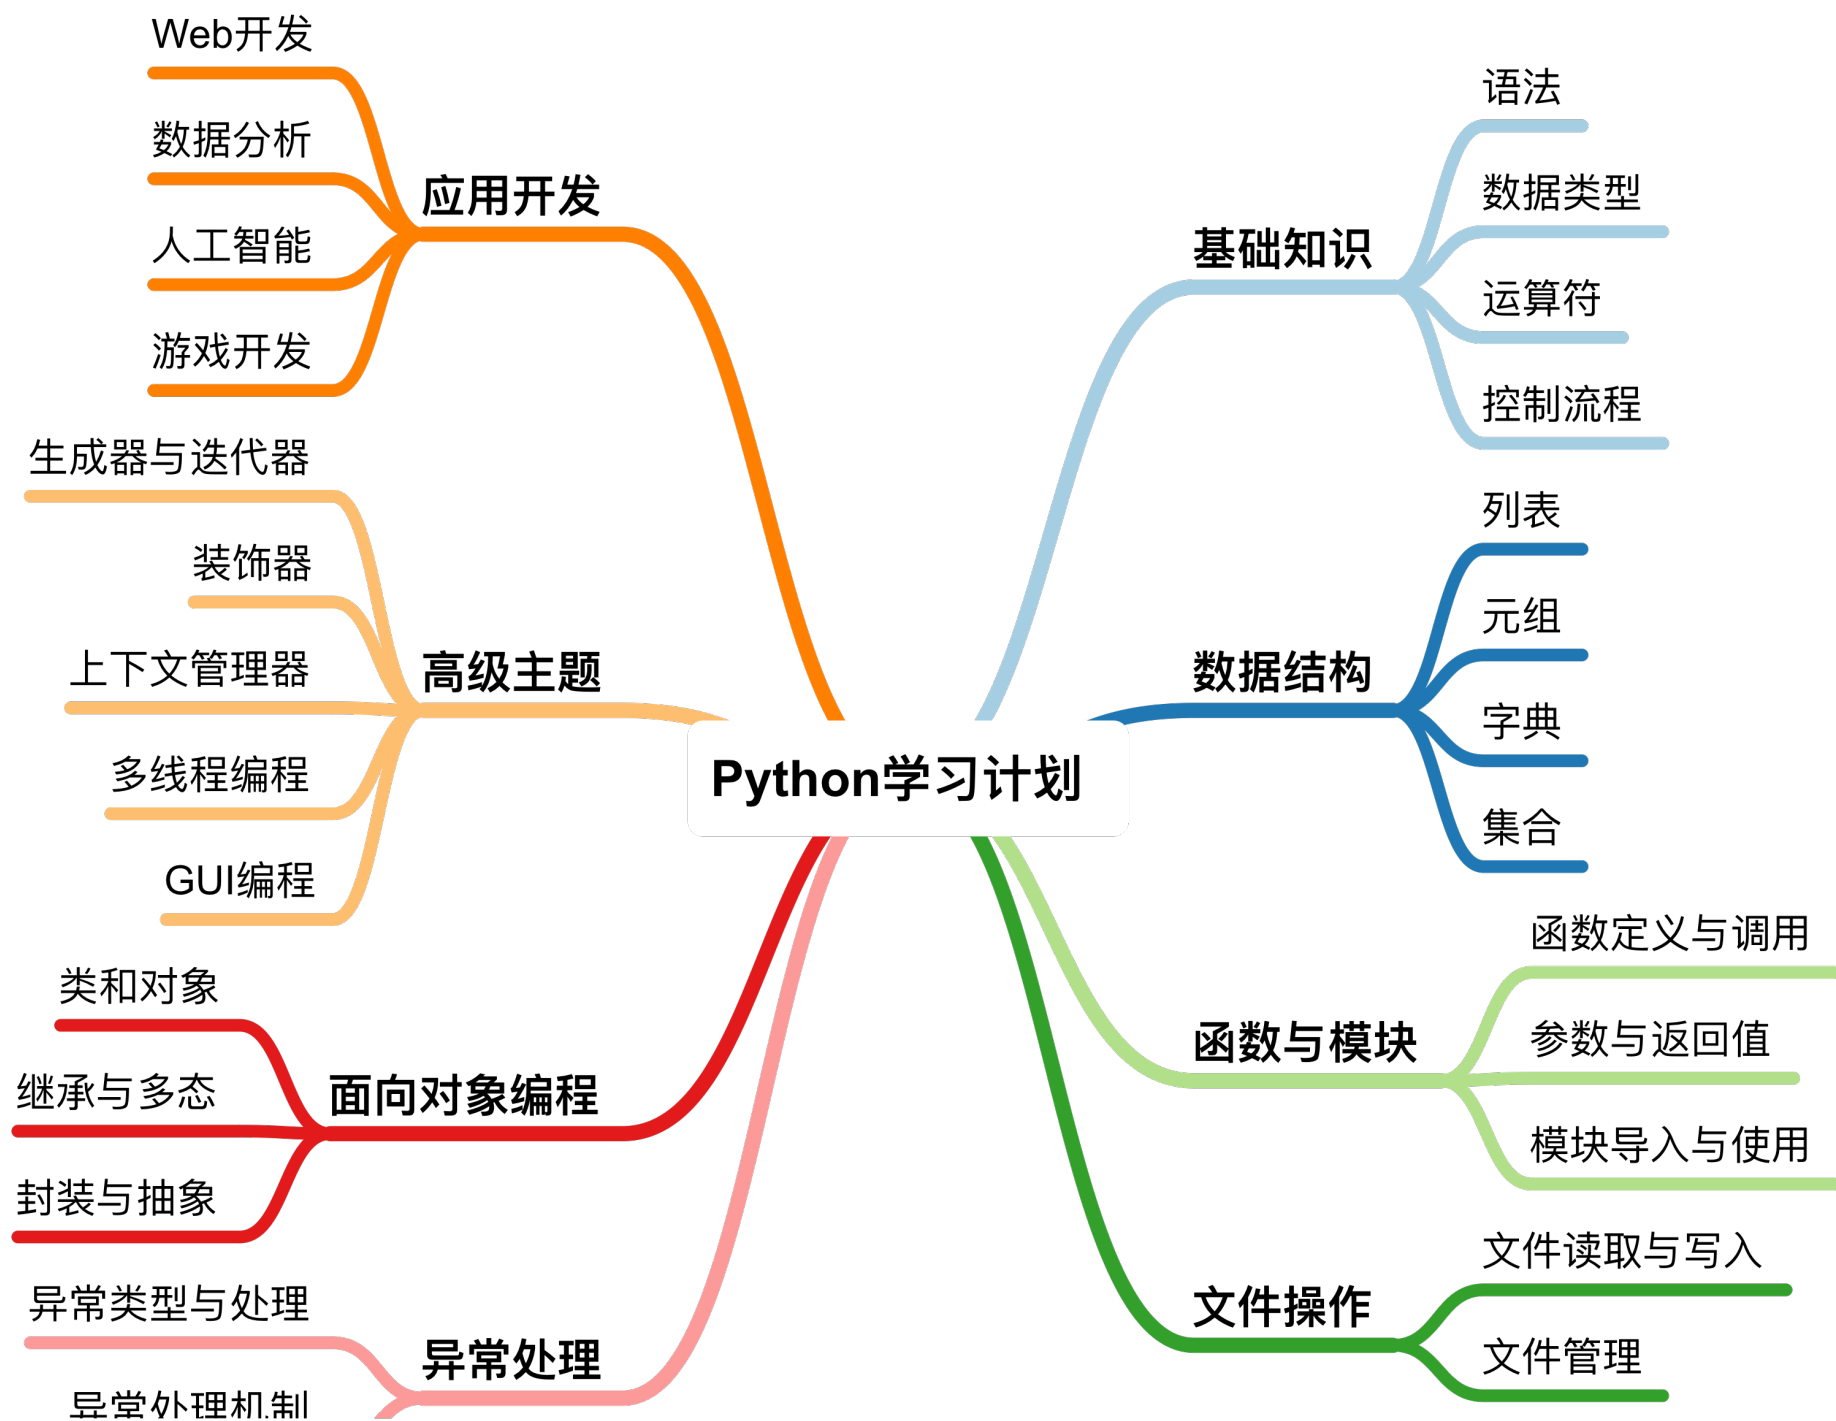 Python学习计划
基础知识
语法
数据类型
运算符
控制流程
数据结构
列表
元组
字典
集合
函数与模块
函数定义与调用
参数与返回值
模块导入与使用
文件操作
文件读取与写入
文件管理
异常处理
异常类型与处理
异常处理机制
面向对象编程
类和对象
继承与多态
封装与抽象
高级主题
生成器与迭代器
装饰器
上下文管理器
多线程编程
GUI编程
应用开发
Web开发
数据分析
人工智能
游戏开发